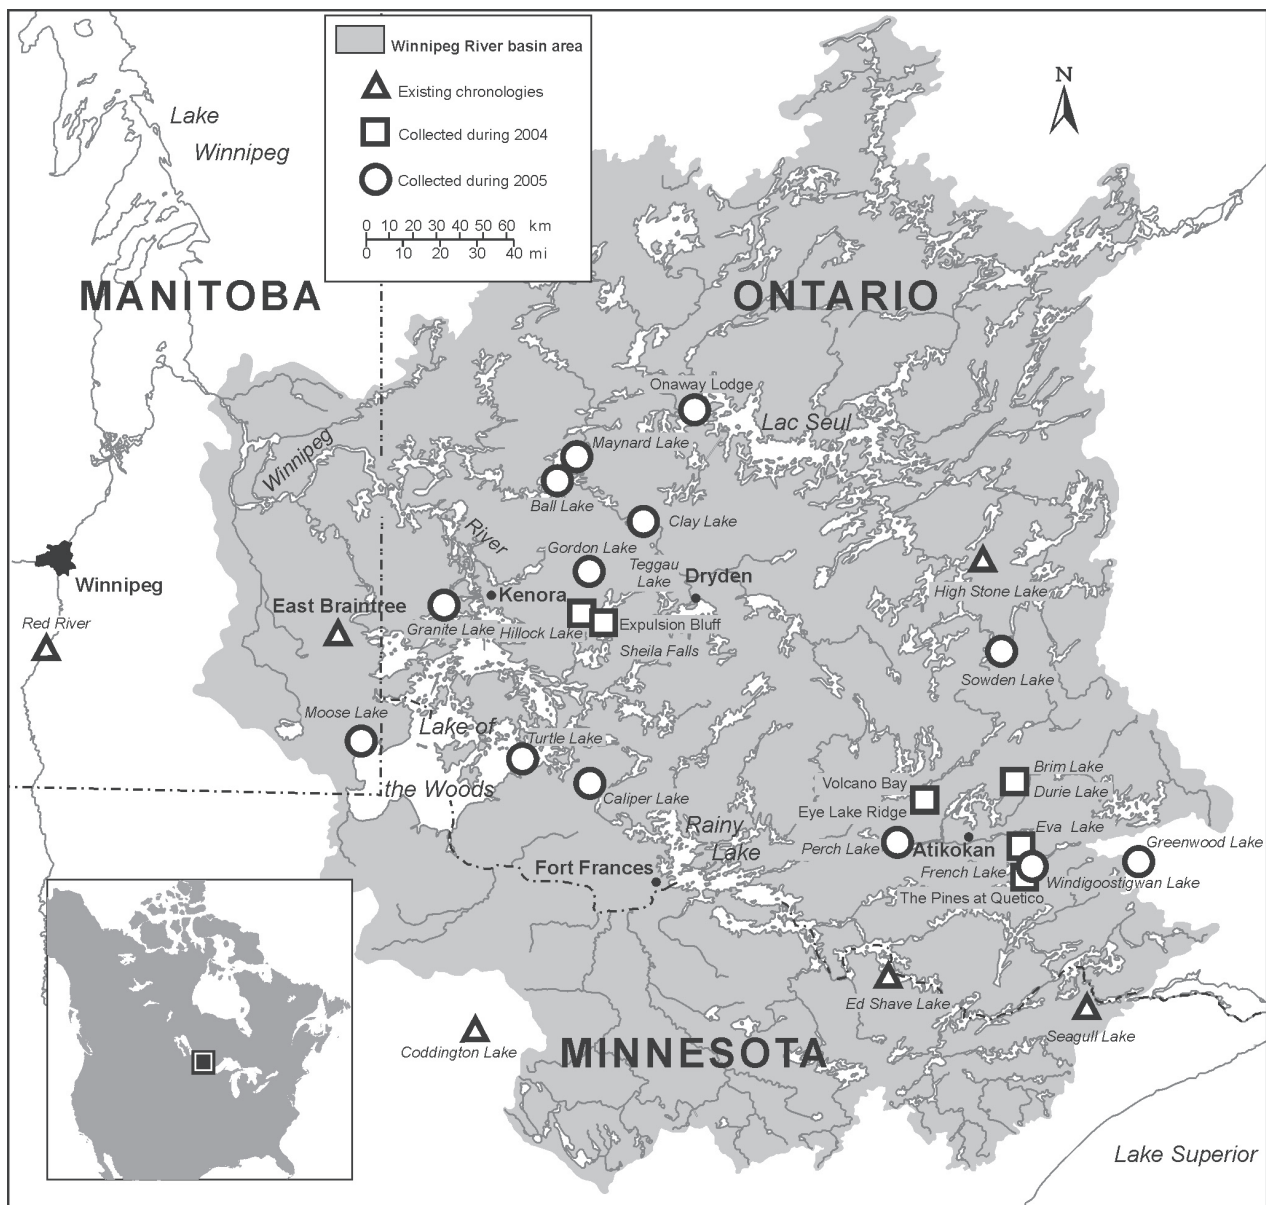 Winnipeg River basin area
Existing chronologies
Collected during 2004
Collected during 2005
0 10 20 30 40 50 60 km
0 10 20 30 40 mi
N
Lake
Winnipeg
MANITOBA
ONTARIO
Onaway Lodge
Lac Seul
Maynard Lake
Winnipeg
River
Ball Lake
Clay Lake
Gordon Lake
Teggau
Lake
Dryden
High Stone Lake
Winnipeg
Kenora
East Braintree
Granite Lake
Hillock Lake
Expulsion Bluff
Sheila Falls
Red River
Sowden Lake
Moose Lake
Lake of
the Woods
Turtle Lake
Caliper Lake
Volcano Bay
Eye Lake Ridge
Brim Lake
Durie Lake
Rainy
Lake
Perch Lake
Atikokan
Eva Lake
Greenwood Lake
French Lake
Windigoostigwan Lake
The Pines at Quetico
Fort Frances
Ed Shave Lake
Seagull Lake
Coddington Lake
MINNESOTA
Lake Superior